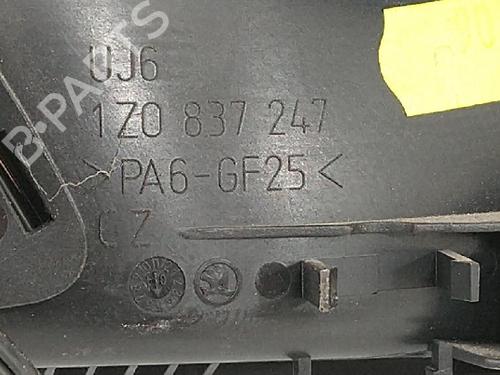 UJ6
1Z0 837 247
>PA6-GF25<
CZ
B-PARTS